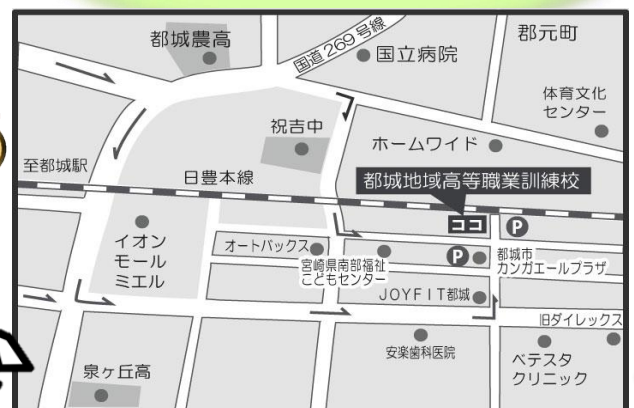 都城農高
国道269号線
国立病院
郡元町
体育文化
センター
祝吉中
ホームワイド
至都城駅
日豊本線
都城地域高等職業訓練校
ココ
P
イオン
モール
ミエル
オートバックス
宮崎県南部福祉
こどもセンター
P
都城市
カンガエールプラザ
JOYFIT都城
旧ダイレックス
安楽歯科医院
ベテスタ
クリニック
泉ヶ丘高